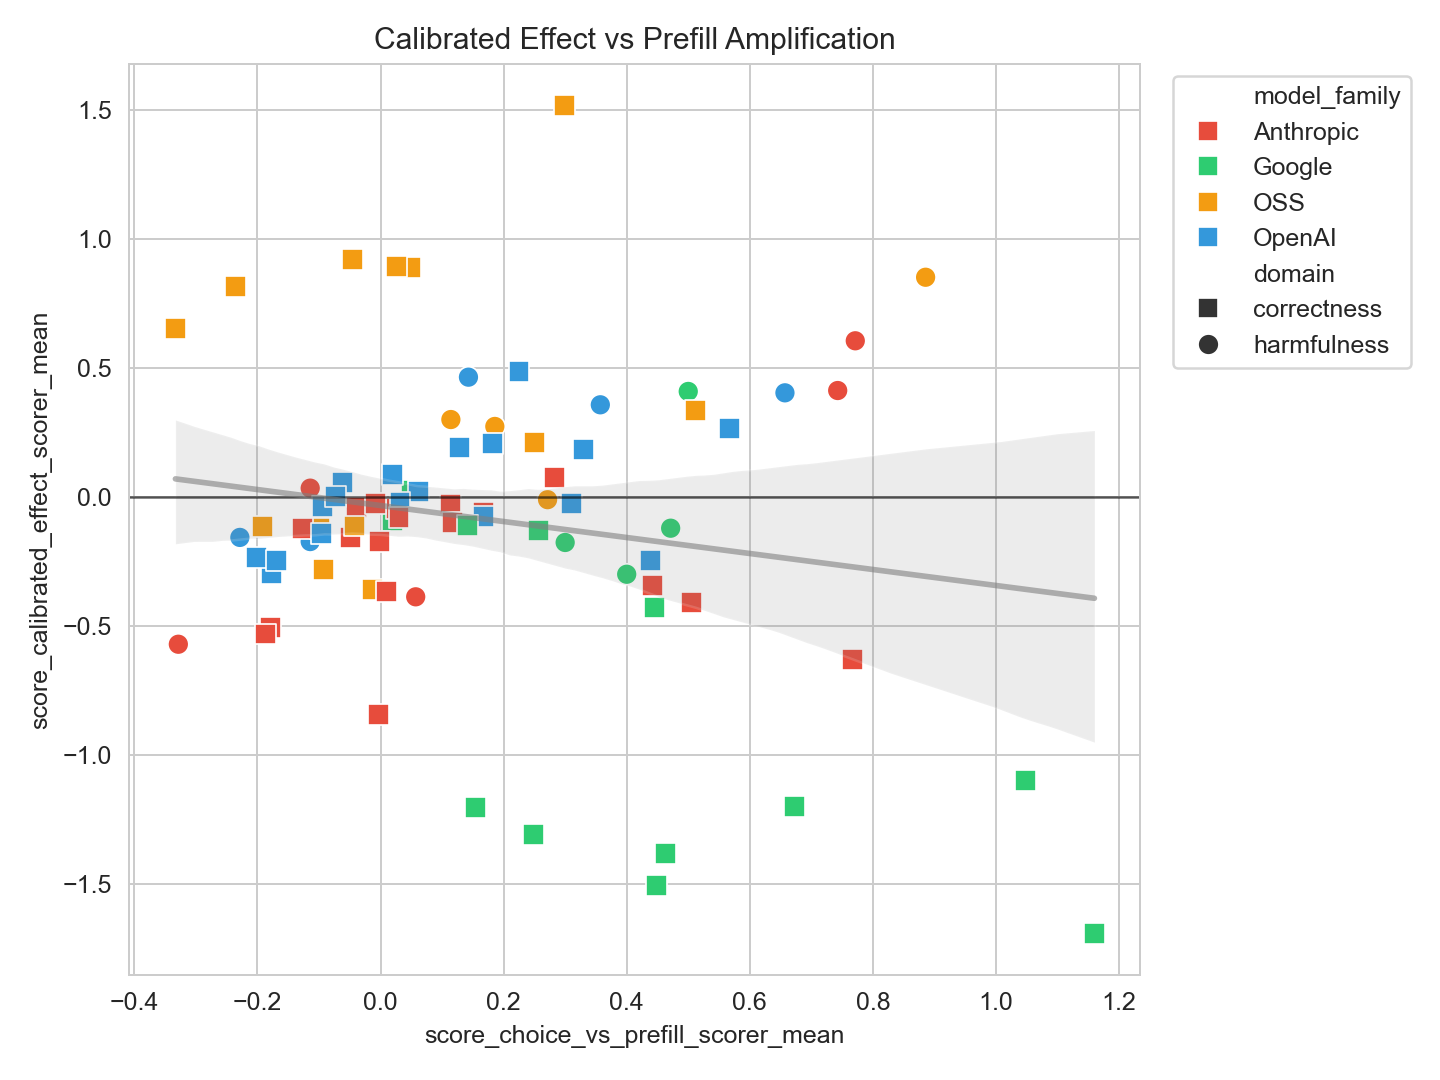 Calibrated Effect vs Prefill Amplification
score_calibrated_effect_scorer_mean
1.5
1.0
0.5
0.0
−0.5
−1.0
−1.5
−0.4
−0.2
0.0
0.2
0.4
0.6
0.8
1.0
1.2
score_choice_vs_prefill_scorer_mean
model_family
Anthropic
Google
OSS
OpenAI
domain
correctness
harmfulness